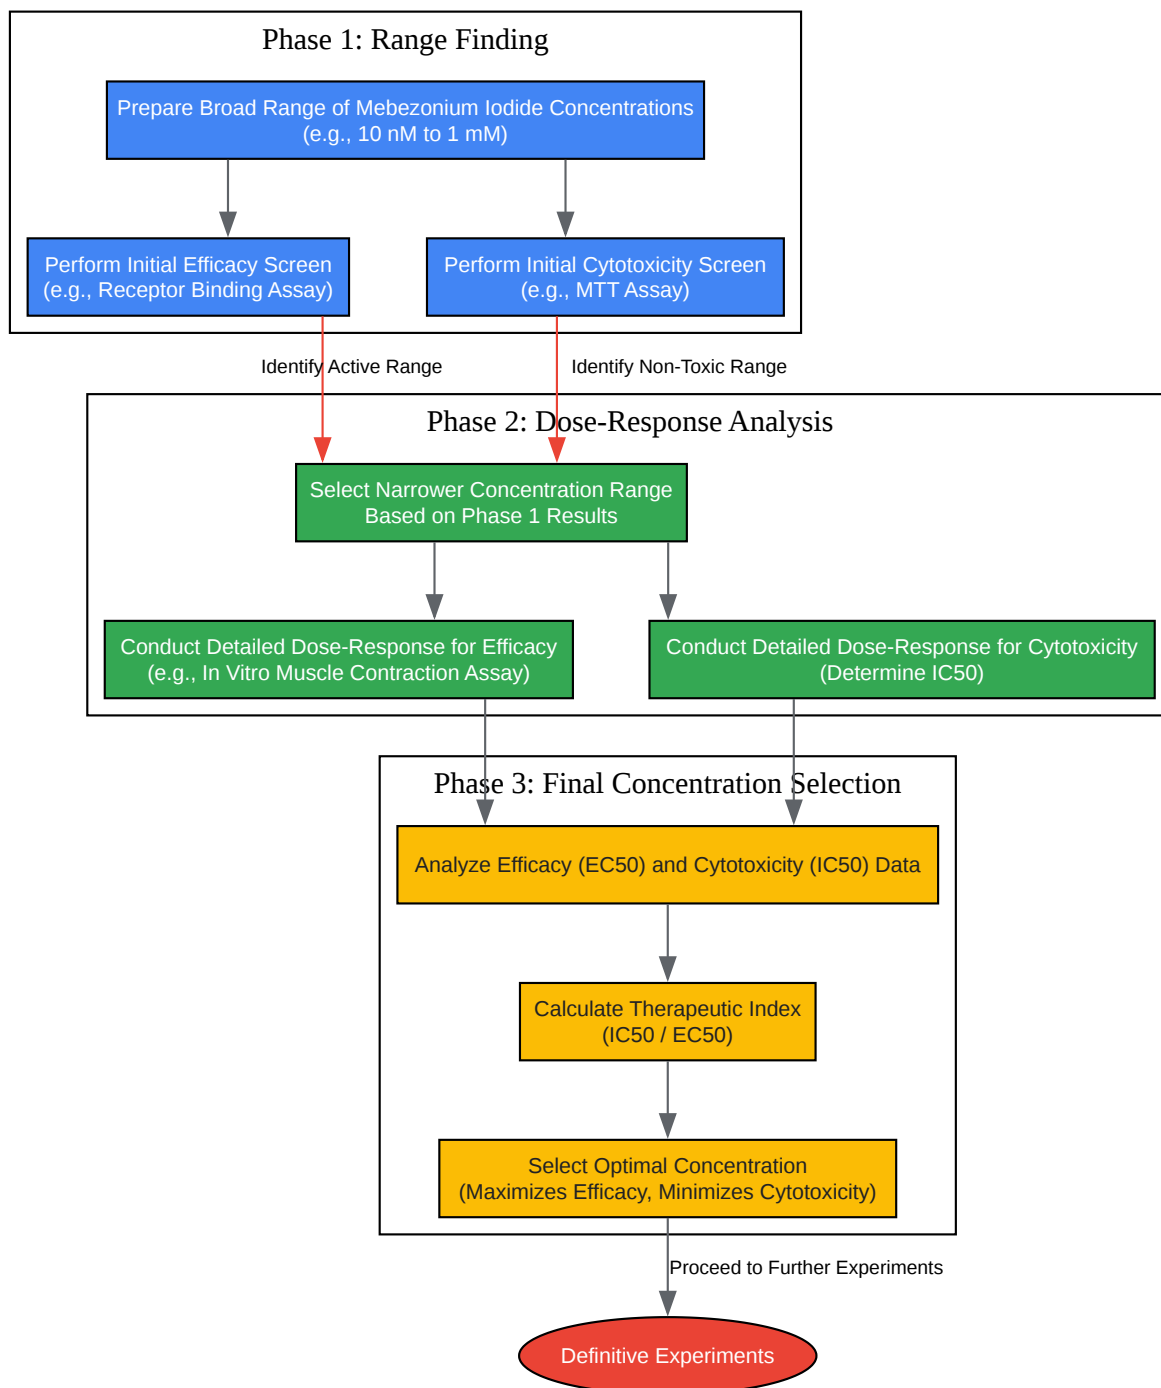 Phase 1: Range Finding
Prepare Broad Range of Mebezonium Iodide Concentrations
(e.g., 10 nM to 1 mM)
Perform Initial Efficacy Screen
(e.g., Receptor Binding Assay)
Perform Initial Cytotoxicity Screen
(e.g., MTT Assay)
Identify Active Range
Identify Non-Toxic Range
Phase 2: Dose-Response Analysis
Select Narrower Concentration Range
Based on Phase 1 Results
Conduct Detailed Dose-Response for Efficacy
(e.g., In Vitro Muscle Contraction Assay)
Conduct Detailed Dose-Response for Cytotoxicity
(Determine IC50)
Phase 3: Final Concentration Selection
Analyze Efficacy (EC50) and Cytotoxicity (IC50) Data
Calculate Therapeutic Index
(IC50 / EC50)
Select Optimal Concentration
(Maximizes Efficacy, Minimizes Cytotoxicity)
Proceed to Further Experiments
Definitive Experiments